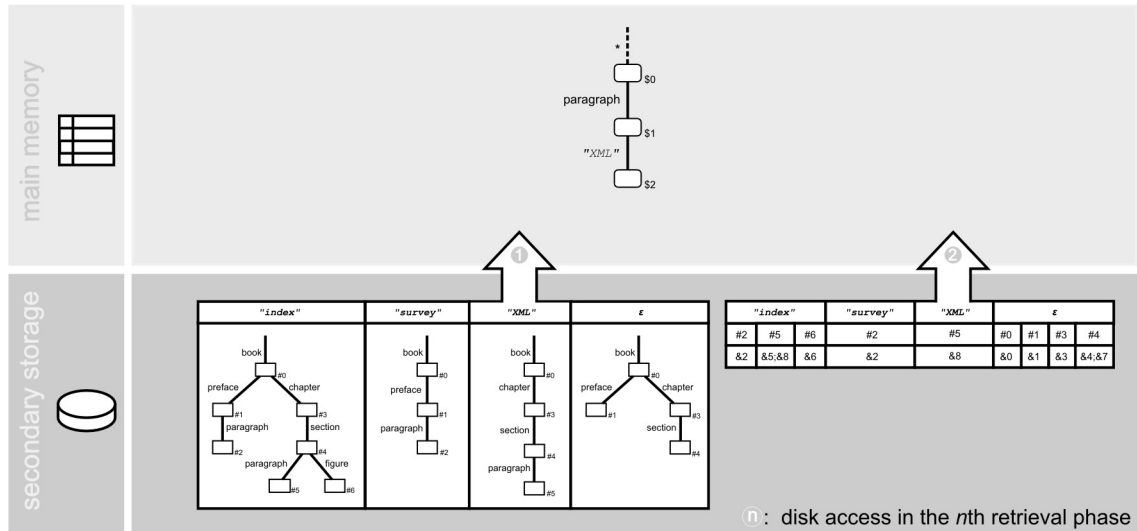 main memory
*
$0
paragraph
$1
"XML"
$2
1
2
secondary storage
"index" "survey" "XML" ε
book
#0
preface chapter
#1 #3
paragraph section
#2 #4
paragraph figure
#5 #6
book
#0
preface
#1
paragraph
#2
book
#0
chapter
#3
section
#4
paragraph
#5
book
#0
preface chapter
#1 #3
section
#4
"index" "survey" "XML" ε
#2 #5 #6 #2 #5 #0 #1 #3 #4
&2 &5;&8 &6 &2 &8 &0 &1 &3 &4;&7
n : disk access in the nth retrieval phase